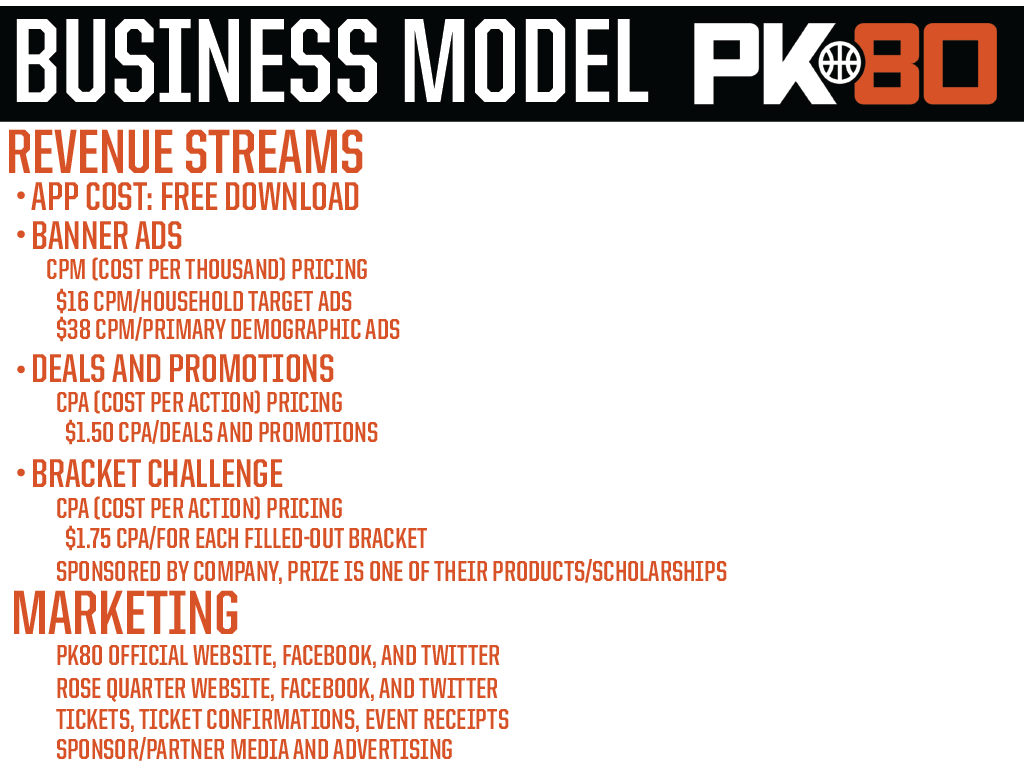 BUSINESS MODEL PK80
REVENUE STREAMS
• APP COST: FREE DOWNLOAD
• BANNER ADS
CPM (COST PER THOUSAND) PRICING
$16 CPM/HOUSEHOLD TARGET ADS
$38 CPM/PRIMARY DEMOGRAPHIC ADS
• DEALS AND PROMOTIONS
CPA (COST PER ACTION) PRICING
$1.50 CPA/DEALS AND PROMOTIONS
• BRACKET CHALLENGE
CPA (COST PER ACTION) PRICING
$1.75 CPA/FOR EACH FILLED-OUT BRACKET
SPONSORED BY COMPANY, PRIZE IS ONE OF THEIR PRODUCTS/SCHOLARSHIPS
MARKETING
PK80 OFFICIAL WEBSITE, FACEBOOK, AND TWITTER
ROSE QUARTER WEBSITE, FACEBOOK, AND TWITTER
TICKETS, TICKET CONFIRMATIONS, EVENT RECEIPTS
SPONSOR/PARTNER MEDIA AND ADVERTISING